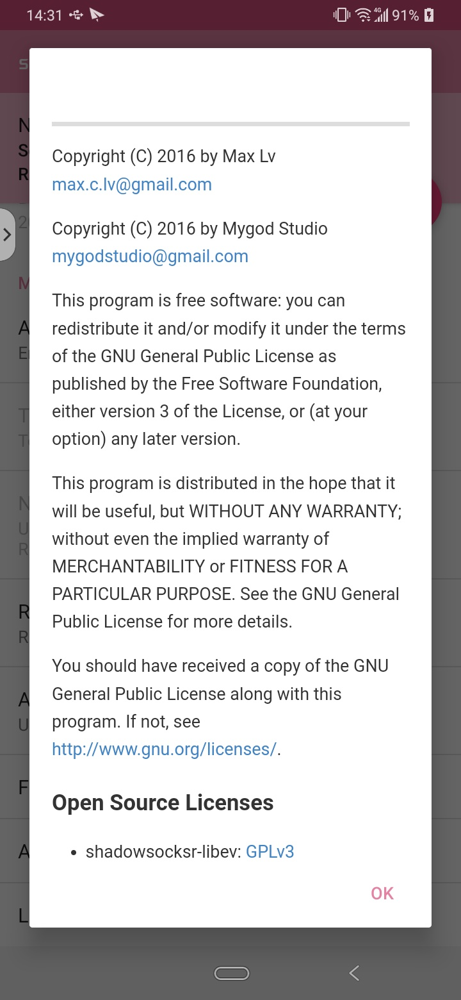 14:31
4G
91%
S
N
S
R
20
M
A
E
T
T
N
U
R
R
R
A
U
F
A
L
Copyright (C) 2016 by Max Lv
max.c.lv@gmail.com
Copyright (C) 2016 by Mygod Studio
mygodstudio@gmail.com
This program is free software: you can
redistribute it and/or modify it under the terms
of the GNU General Public License as
published by the Free Software Foundation,
either version 3 of the License, or (at your
option) any later version.
This program is distributed in the hope that it
will be useful, but WITHOUT ANY WARRANTY;
without even the implied warranty of
MERCHANTABILITY or FITNESS FOR A
PARTICULAR PURPOSE. See the GNU General
Public License for more details.
You should have received a copy of the GNU
General Public License along with this
program. If not, see
http://www.gnu.org/licenses/.
Open Source Licenses
• shadowsocksr-libev: GPLv3
OK